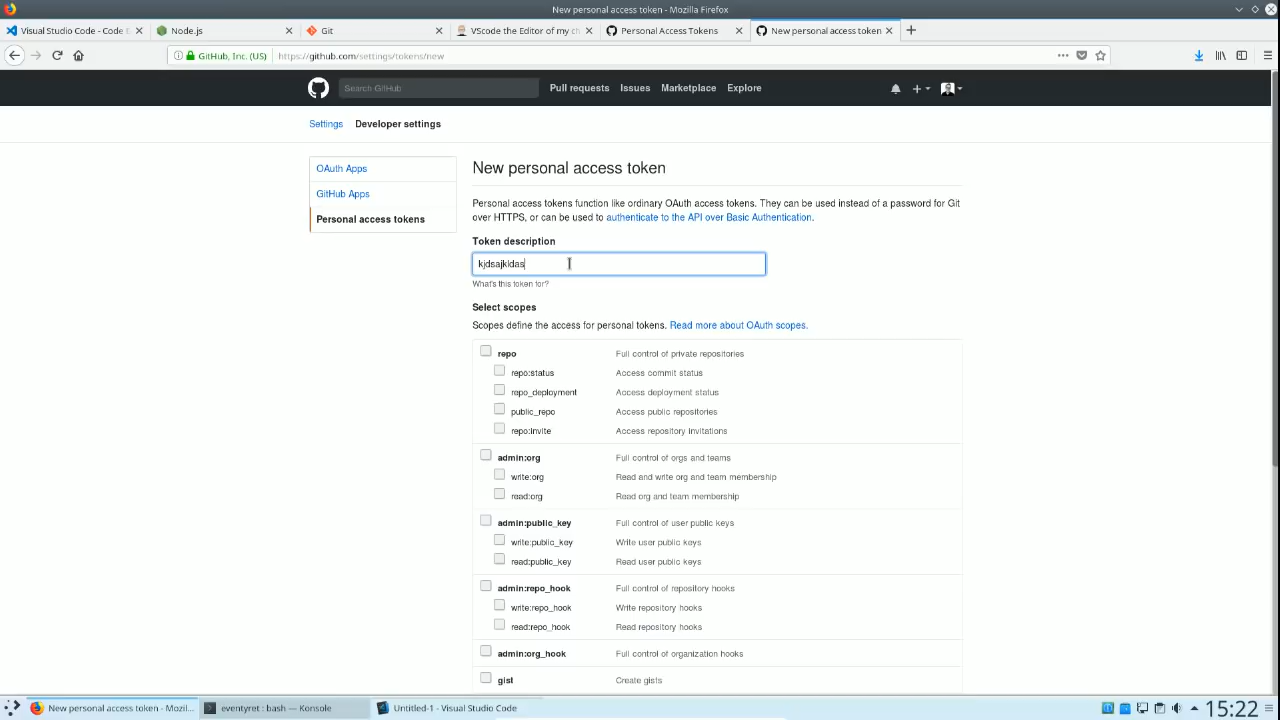 New personal access token - Mozilla Firefox
Visual Studio Code - Code E
Node.js
Git
VScode the Editor of my ch
Personal Access Tokens
New personal access token
GitHub, Inc. (US)
https://github.com/settings/tokens/new
Search GitHub
Pull requests
Issues
Marketplace
Explore
Settings
Developer settings
OAuth Apps
GitHub Apps
Personal access tokens
New personal access token
Personal access tokens function like ordinary OAuth access tokens. They can be used instead of a password for Git
over HTTPS, or can be used to authenticate to the API over Basic Authentication.
Token description
kjdsajkldas
What's this token for?
Select scopes
Scopes define the access for personal tokens. Read more about OAuth scopes.
repo Full control of private repositories
repo:status Access commit status
repo_deployment Access deployment status
public_repo Access public repositories
repo:invite Access repository invitations
admin:org Full control of orgs and teams
write:org Read and write org and team membership
read:org Read org and team membership
admin:public_key Full control of user public keys
write:public_key Write user public keys
read:public_key Read user public keys
admin:repo_hook Full control of repository hooks
write:repo_hook Write repository hooks
read:repo_hook Read repository hooks
admin:org_hook Full control of organization hooks
gist Create gists
New personal access token - Mozil...
eventyret : bash — Konsole
Untitled-1 - Visual Studio Code
15:22